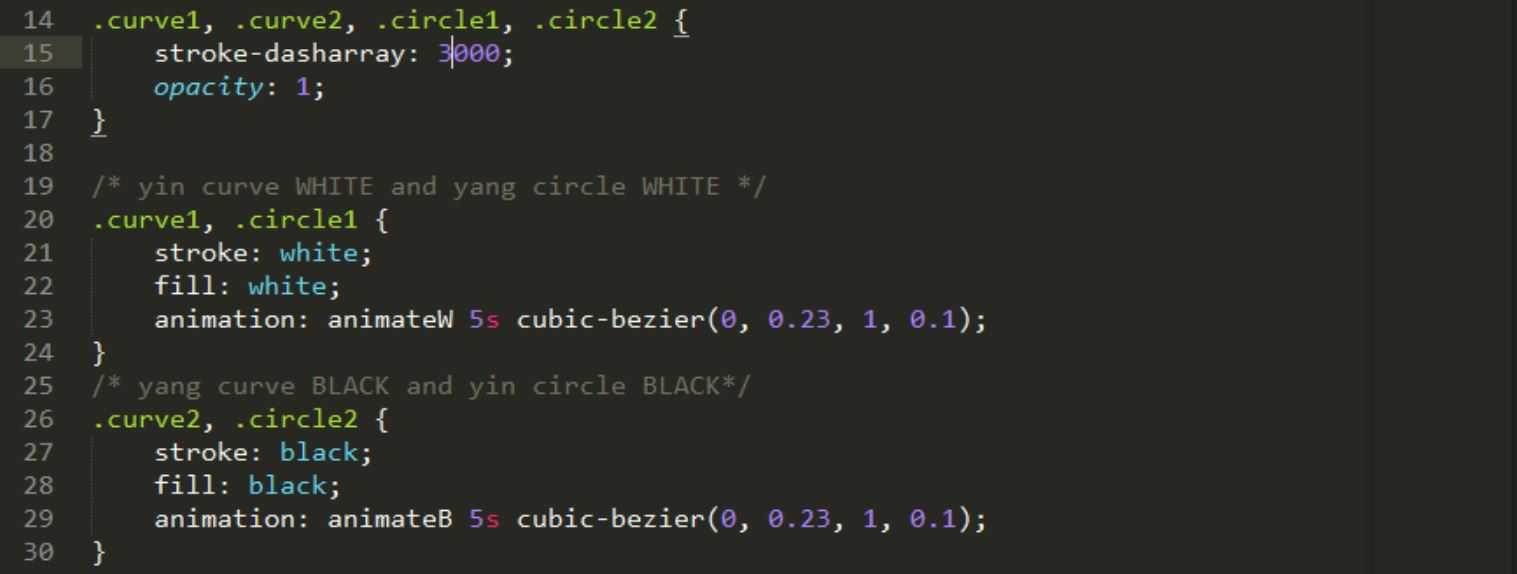 14 .curve1, .curve2, .circle1, .circle2 {
15     stroke-dasharray: 3000;
16     opacity: 1;
17 }
18
19 /* yin curve WHITE and yang circle WHITE */
20 .curve1, .circle1 {
21     stroke: white;
22     fill: white;
23     animation: animateW 5s cubic-bezier(0, 0.23, 1, 0.1);
24 }
25 /* yang curve BLACK and yin circle BLACK*/
26 .curve2, .circle2 {
27     stroke: black;
28     fill: black;
29     animation: animateB 5s cubic-bezier(0, 0.23, 1, 0.1);
30 }